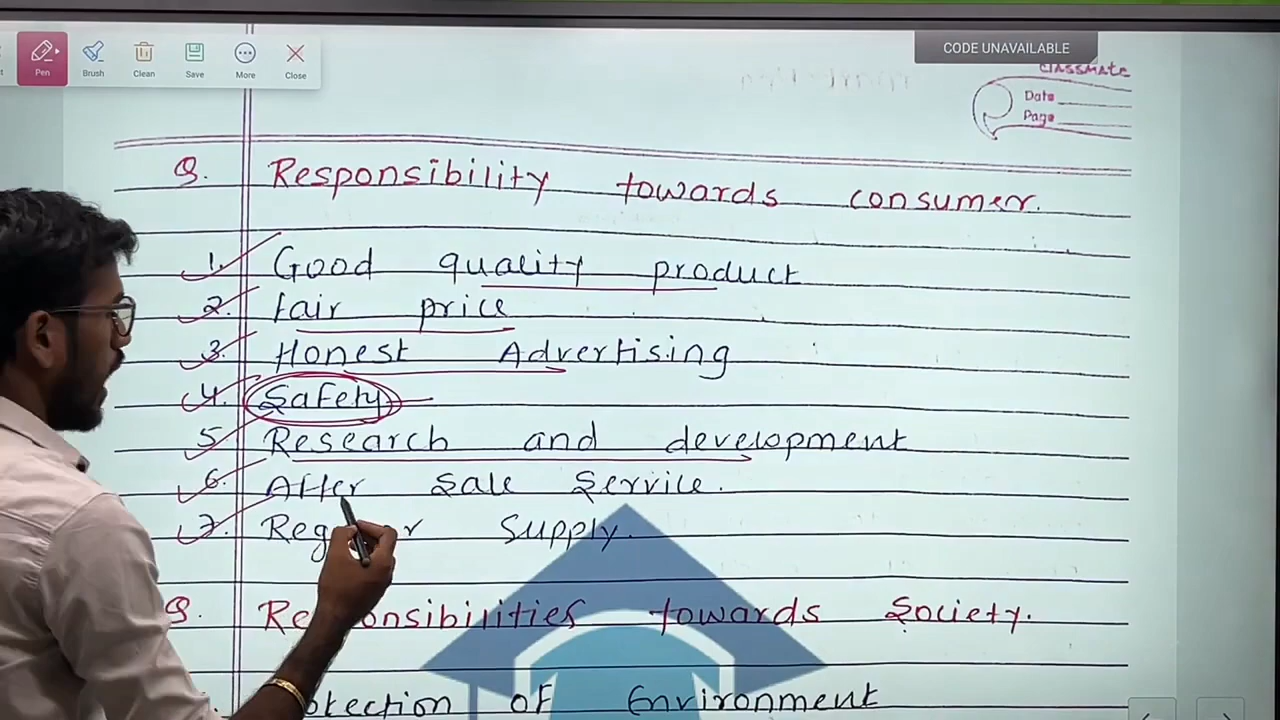 Pen Brush Clean Save More Close
CODE UNAVAILABLE
CLASSMATE
Date
Page
Q. Responsibility towards consumer.
1. Good quality product
2. Fair price
3. Honest Advertising
4. Safety
5. Research and development
6. After Sale Service.
7. Supply.
Q. towards Society.
OF Environment